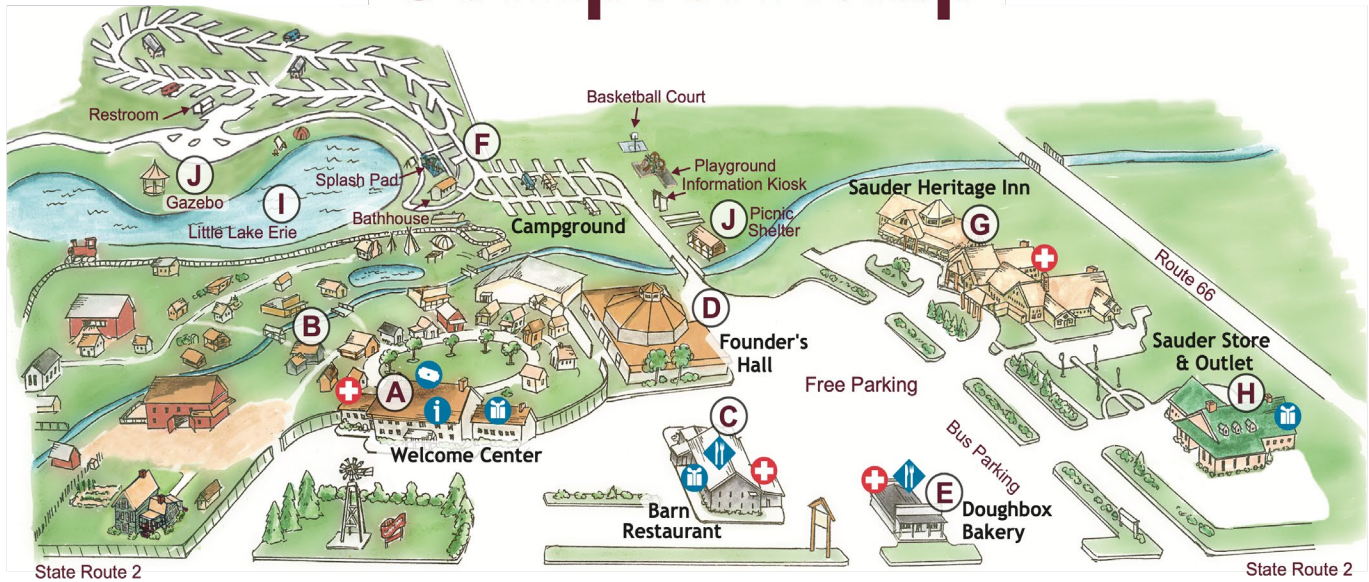 Basketball Court
Restroom
F
Playground
Information Kiosk
Sauder Heritage Inn
J
Gazebo
Splash Pad
I
Bathhouse
Little Lake Erie
Campground
J
Picnic
Shelter
G
Route 66
B
D
Founder's
Hall
Sauder Store
& Outlet
Free Parking
A
H
i
C
Welcome Center
Bus Parking
E
Barn
Restaurant
Doughbox
Bakery
State Route 2
State Route 2